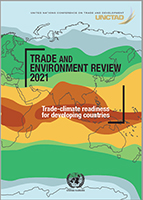 UNITED NATIONS CONFERENCE ON TRADE AND DEVELOPMENT
UNCTAD
TRADE AND
ENVIRONMENT REVIEW
2021
Trade-climate readiness
for developing countries